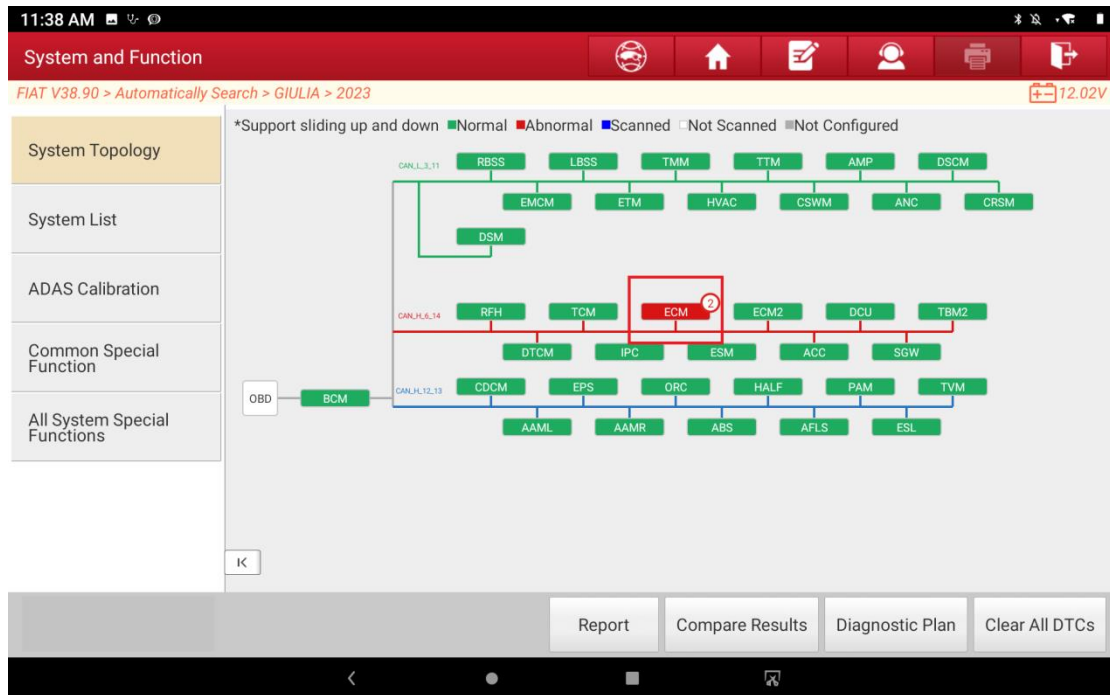 11:38 AM
System and Function
FIAT V38.90 > Automatically Search > GIULIA > 2023
12.02V
System Topology
System List
ADAS Calibration
Common Special
Function
All System Special
Functions
*Support sliding up and down Normal Abnormal Scanned Not Scanned Not Configured
CAN_L_3_11
RBSS LBSS TMM TTM AMP DSCM
EMCM ETM HVAC CSWM ANC CRSM
DSM
CAN_H_6_14
RFH TCM ECM 2 ECM2 DCU TBM2
DTCM IPC ESM ACC SGW
OBD BCM
CAN_H_12_13
CDCM EPS ORC HALF PAM TVM
AAML AAMR ABS AFLS ESL
Report Compare Results Diagnostic Plan Clear All DTCs